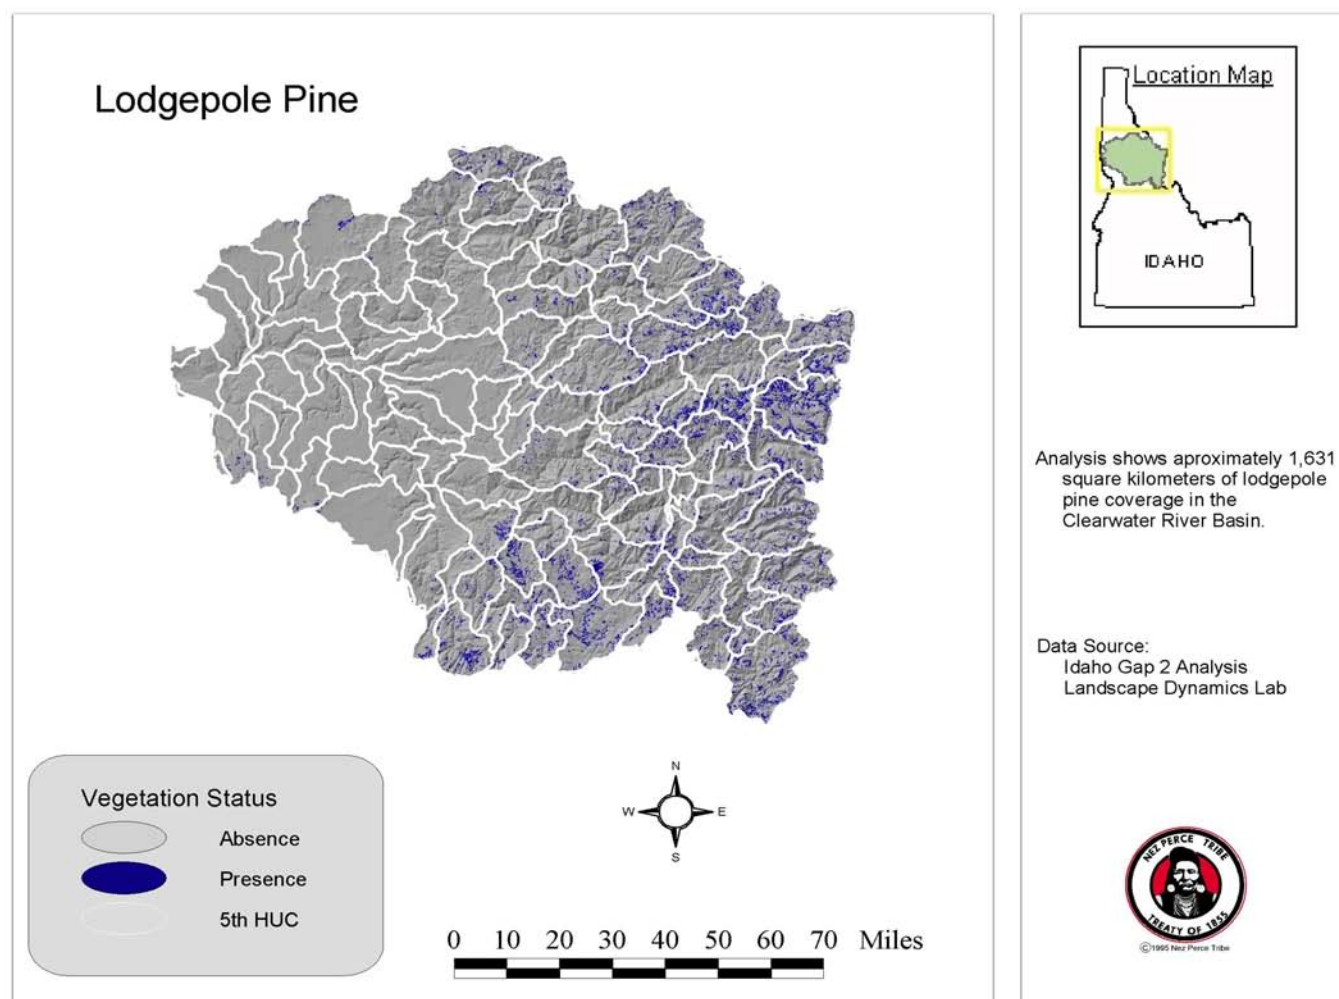 Lodgepole Pine
Location Map
IDAHO
Analysis shows aproximately 1,631
square kilometers of lodgepole
pine coverage in the
Clearwater River Basin.
Data Source:
Idaho Gap 2 Analysis
Landscape Dynamics Lab
Vegetation Status
Absence
Presence
5th HUC
N
W E
S
0 10 20 30 40 50 60 70 Miles
NEZ PERCE TRIBE
TREATY OF 1855
©1995 Nez Perce Tribe